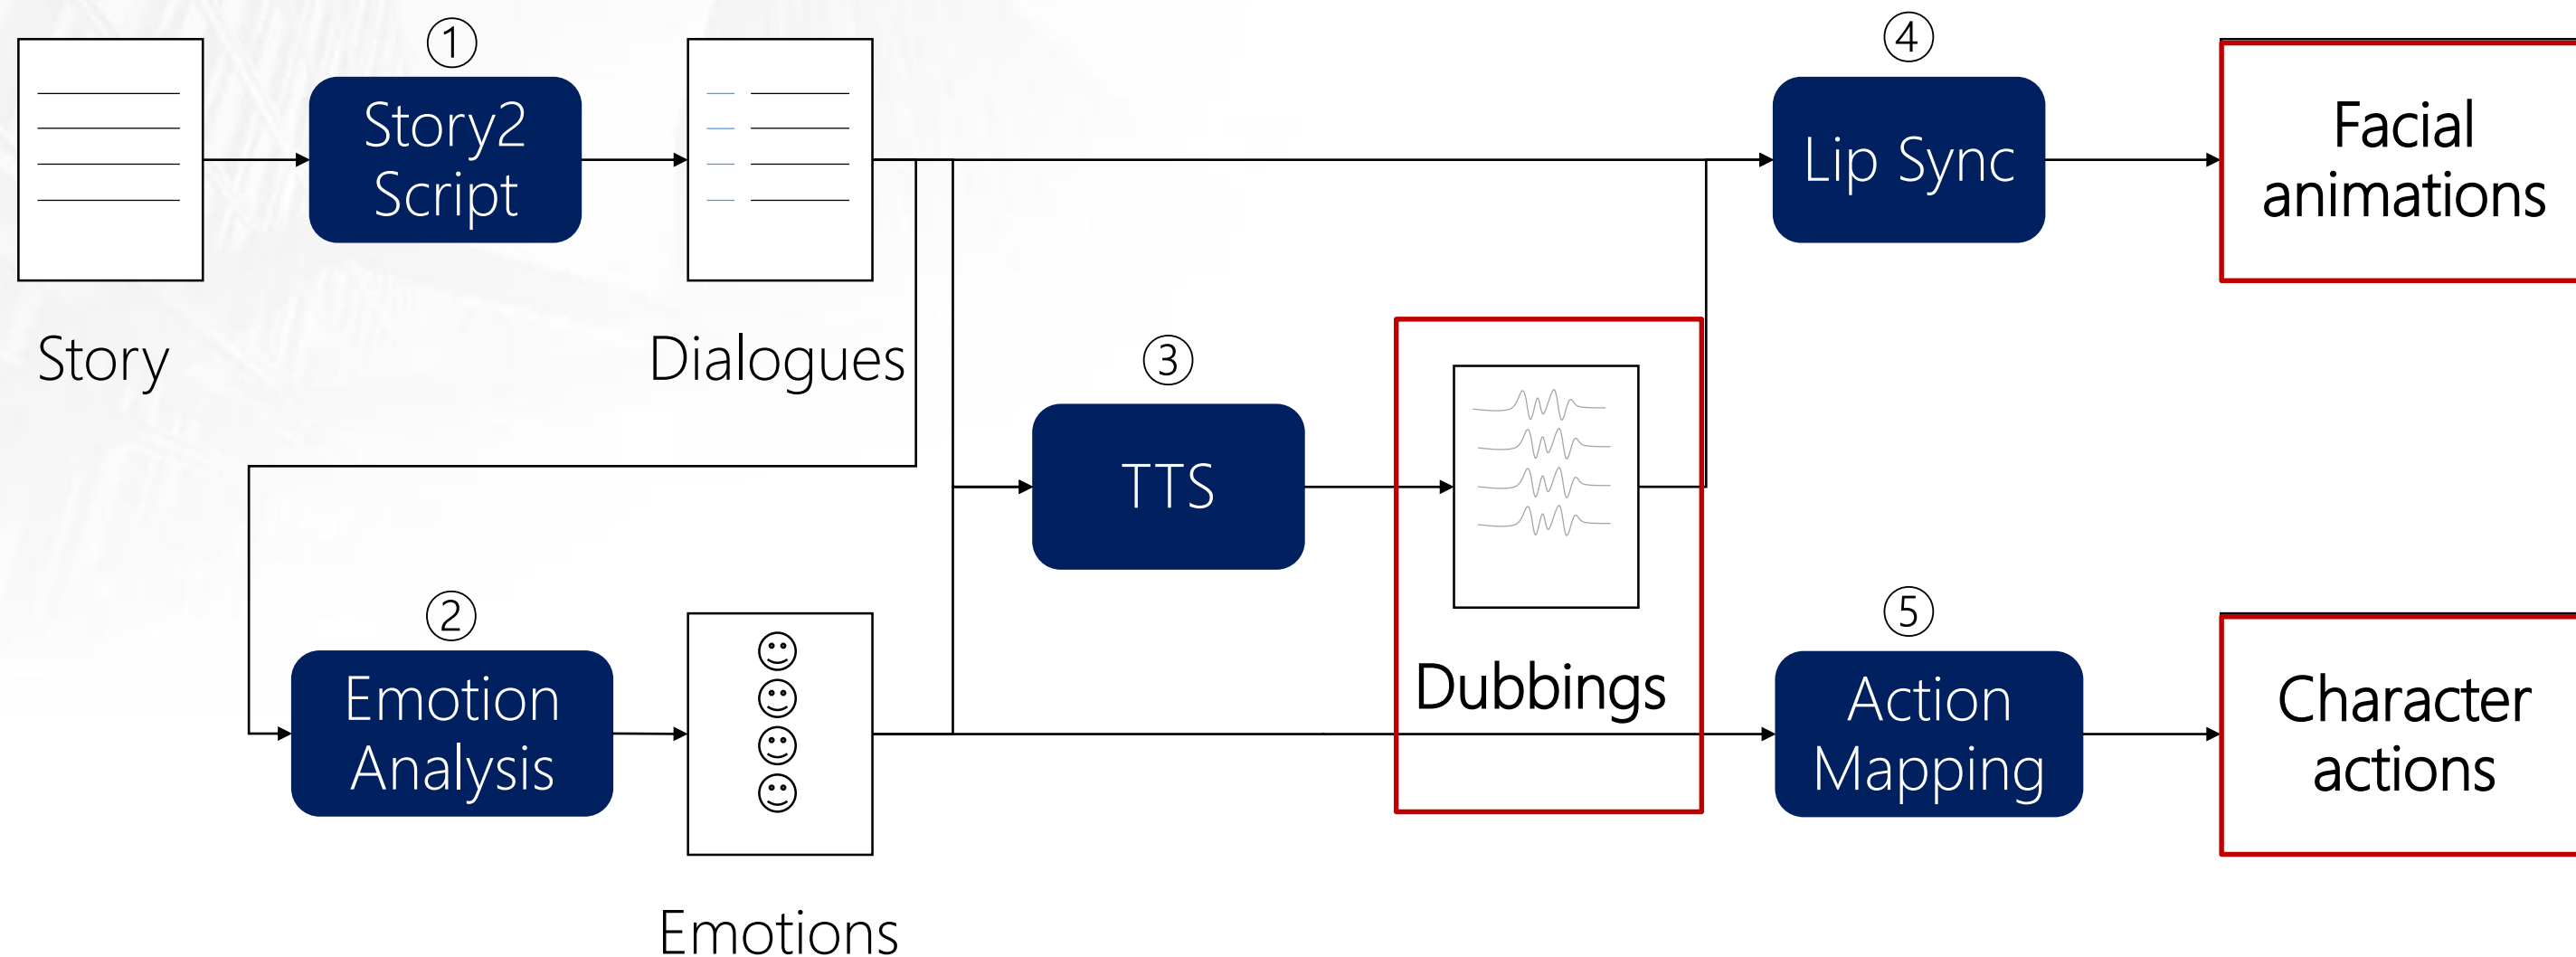 ①
Story2
Script
Story
Dialogues
②
Emotion
Analysis
Emotions
③
TTS
Dubbings
④
Lip Sync
Facial
animations
⑤
Action
Mapping
Character
actions